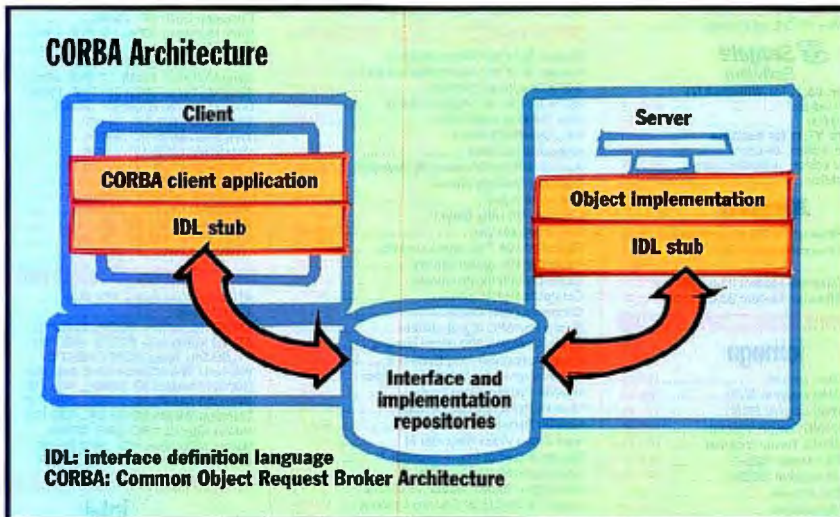 CORBA Architecture
Client
CORBA client application
IDL stub
Server
Object Implementation
IDL stub
Interface and
implementation
repositories
IDL: interface definition language
CORBA: Common Object Request Broker Architecture